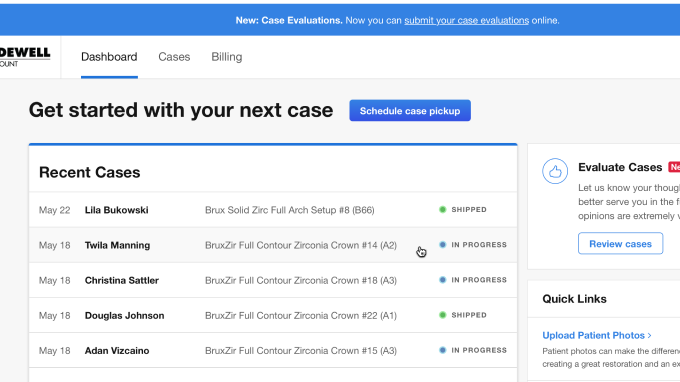 New: Case Evaluations. Now you can submit your case evaluations online.
DEWELL
OUNT
Dashboard Cases Billing
Get started with your next case
Schedule case pickup
Recent Cases
May 22 Lila Bukowski Brux Solid Zirc Full Arch Setup #8 (B66) SHIPPED
May 18 Twila Manning BruxZir Full Contour Zirconia Crown #14 (A2) IN PROGRESS
May 18 Christina Sattler BruxZir Full Contour Zirconia Crown #18 (A3) IN PROGRESS
May 18 Douglas Johnson BruxZir Full Contour Zirconia Crown #22 (A1) SHIPPED
May 18 Adan Vizcaino BruxZir Full Contour Zirconia Crown #15 (A3) IN PROGRESS
Evaluate Cases Ne
Let us know your though
better serve you in the f
opinions are extremely v
Review cases
Quick Links
Upload Patient Photos ›
Patient photos can make the differenc
creating a great restoration and an ex